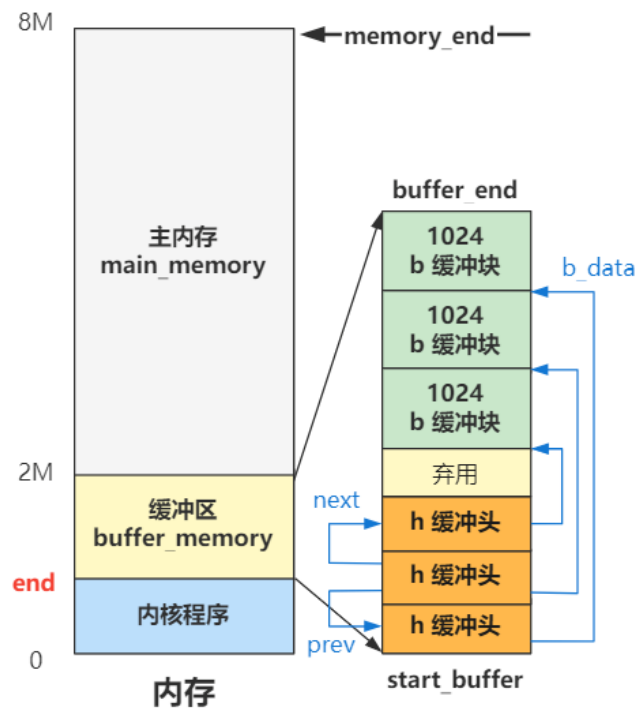 8M
memory_end
主内存
main_memory
2M
缓冲区
buffer_memory
end
内核程序
0
内存
buffer_end
1024
b 缓冲块
b_data
1024
b 缓冲块
1024
b 缓冲块
弃用
next
h 缓冲头
h 缓冲头
h 缓冲头
prev
start_buffer